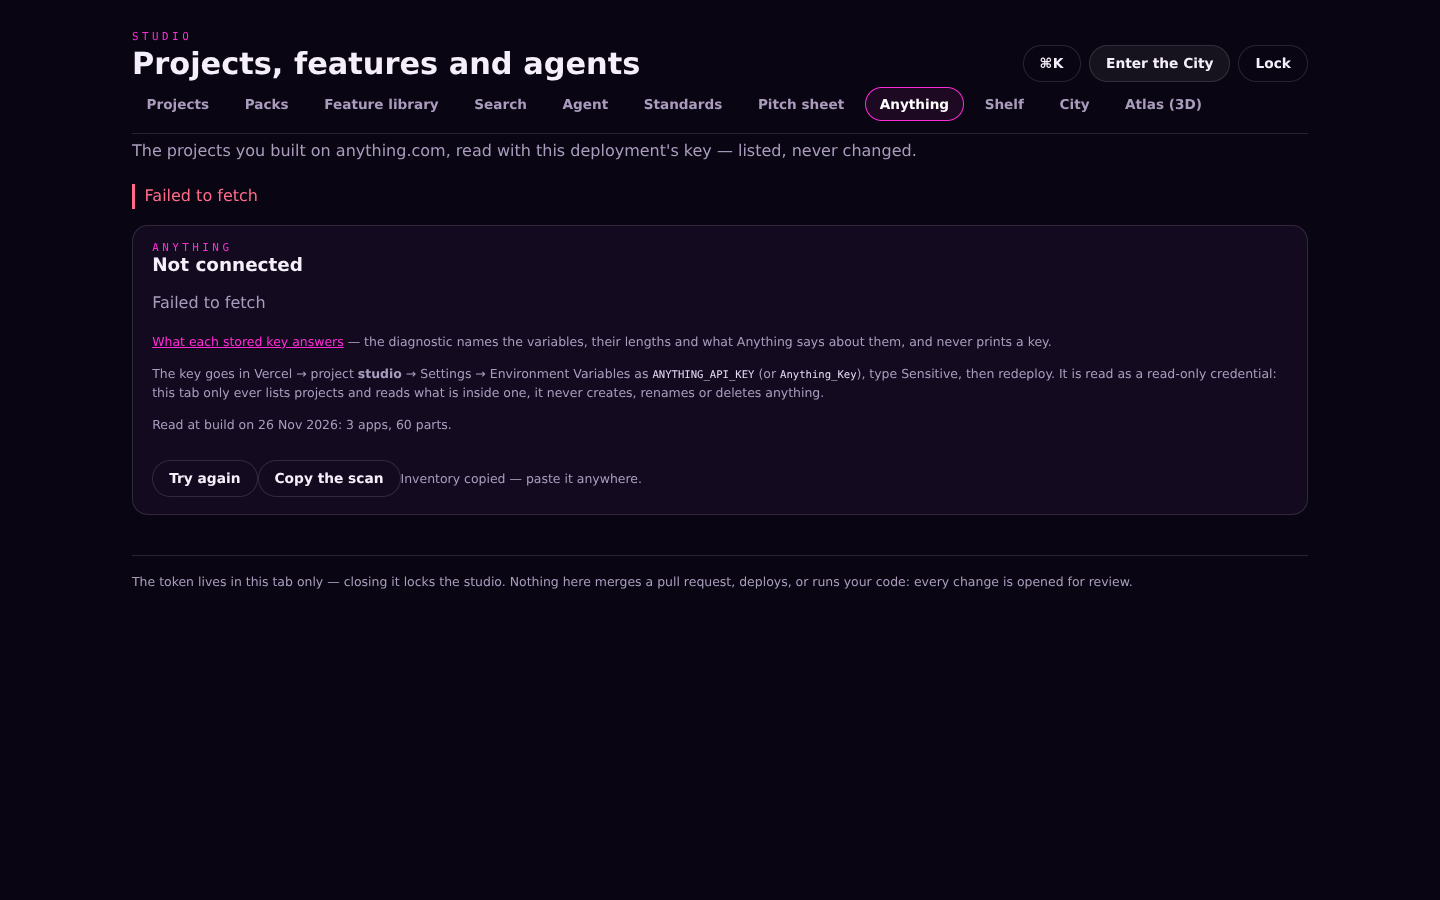 STUDIO
Projects, features and agents
⌘K
Enter the City
Lock
Projects
Packs
Feature library
Search
Agent
Standards
Pitch sheet
Anything
Shelf
City
Atlas (3D)
The projects you built on anything.com, read with this deployment's key — listed, never changed.
Failed to fetch
ANYTHING
Not connected
Failed to fetch
What each stored key answers — the diagnostic names the variables, their lengths and what Anything says about them, and never prints a key.
The key goes in Vercel → project studio → Settings → Environment Variables as ANYTHING_API_KEY (or Anything_Key), type Sensitive, then redeploy. It is read as a read-only credential:
this tab only ever lists projects and reads what is inside one, it never creates, renames or deletes anything.
Read at build on 26 Nov 2026: 3 apps, 60 parts.
Try again
Copy the scan
Inventory copied — paste it anywhere.
The token lives in this tab only — closing it locks the studio. Nothing here merges a pull request, deploys, or runs your code: every change is opened for review.